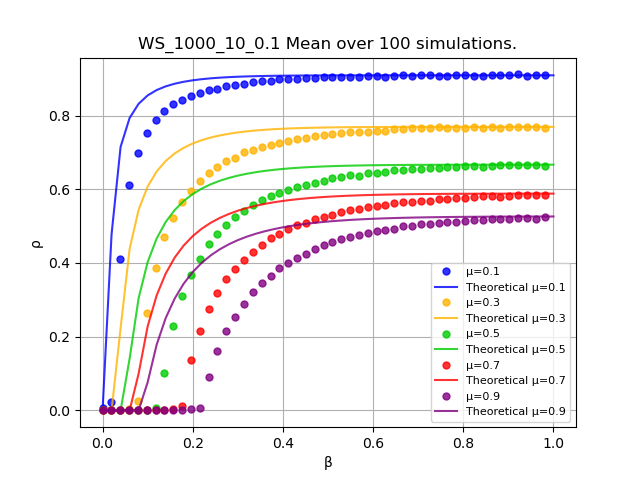 WS_1000_10_0.1 Mean over 100 simulations.
0.8
0.6
0.4
0.2
0.0
ρ
μ=0.1
Theoretical μ=0.1
μ=0.3
Theoretical μ=0.3
μ=0.5
Theoretical μ=0.5
μ=0.7
Theoretical μ=0.7
μ=0.9
Theoretical μ=0.9
0.0 0.2 0.4 0.6 0.8 1.0
β